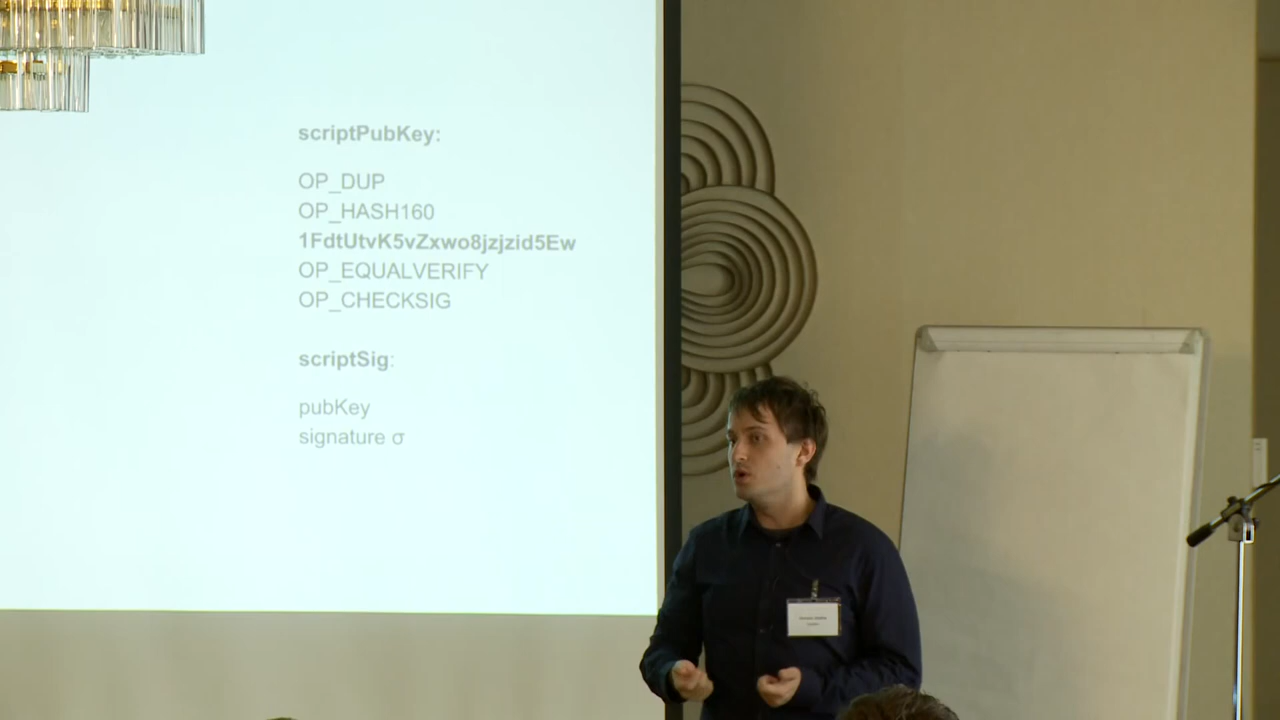 scriptPubKey:
OP_DUP
OP_HASH160
1FdtUtvK5vZxwo8jzjzid5Ew
OP_EQUALVERIFY
OP_CHECKSIG
scriptSig:
pubKey
signature σ